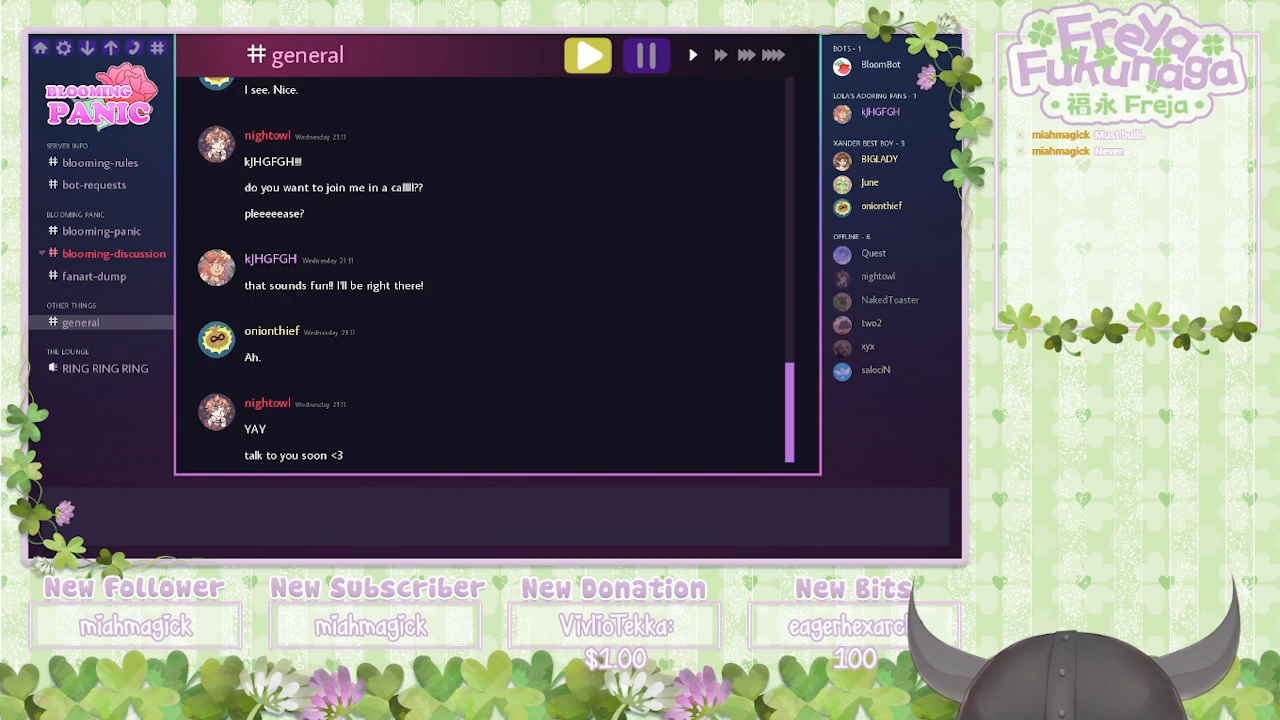 BLOOMING
PANIC
SERVER INFO
# blooming-rules
# bot-requests
BLOOMING PANIC
# blooming-panic
# blooming-discussion
# fanart-dump
OTHER THINGS
# general
THE LOUNGE
RING RING RING
# general
I see. Nice.
nightowl Wednesday 21:11
kJHGFGH!!!
do you want to join me in a calllll??
pleeeeease?
kJHGFGH Wednesday 21:11
that sounds fun!! I'll be right there!
onionthief Wednesday 21:11
Ah.
nightowl Wednesday 21:11
YAY
talk to you soon <3
BOTS - 1
BloomBot
LOLA'S ADORING FANS - 1
kJHGFGH
XANDER BEST BOY - 3
BIGLADY
June
onionthief
OFFLINE - 6
Quest
nightowl
NakedToaster
two2
xyx
salociN
Freya
Fukunaga
福永 Freja
miahmagick Must bulli.
miahmagick Never.
New Follower
miahmagick
New Subscriber
miahmagick
New Donation
VivlioTekka:
$1.00
New Bits
100